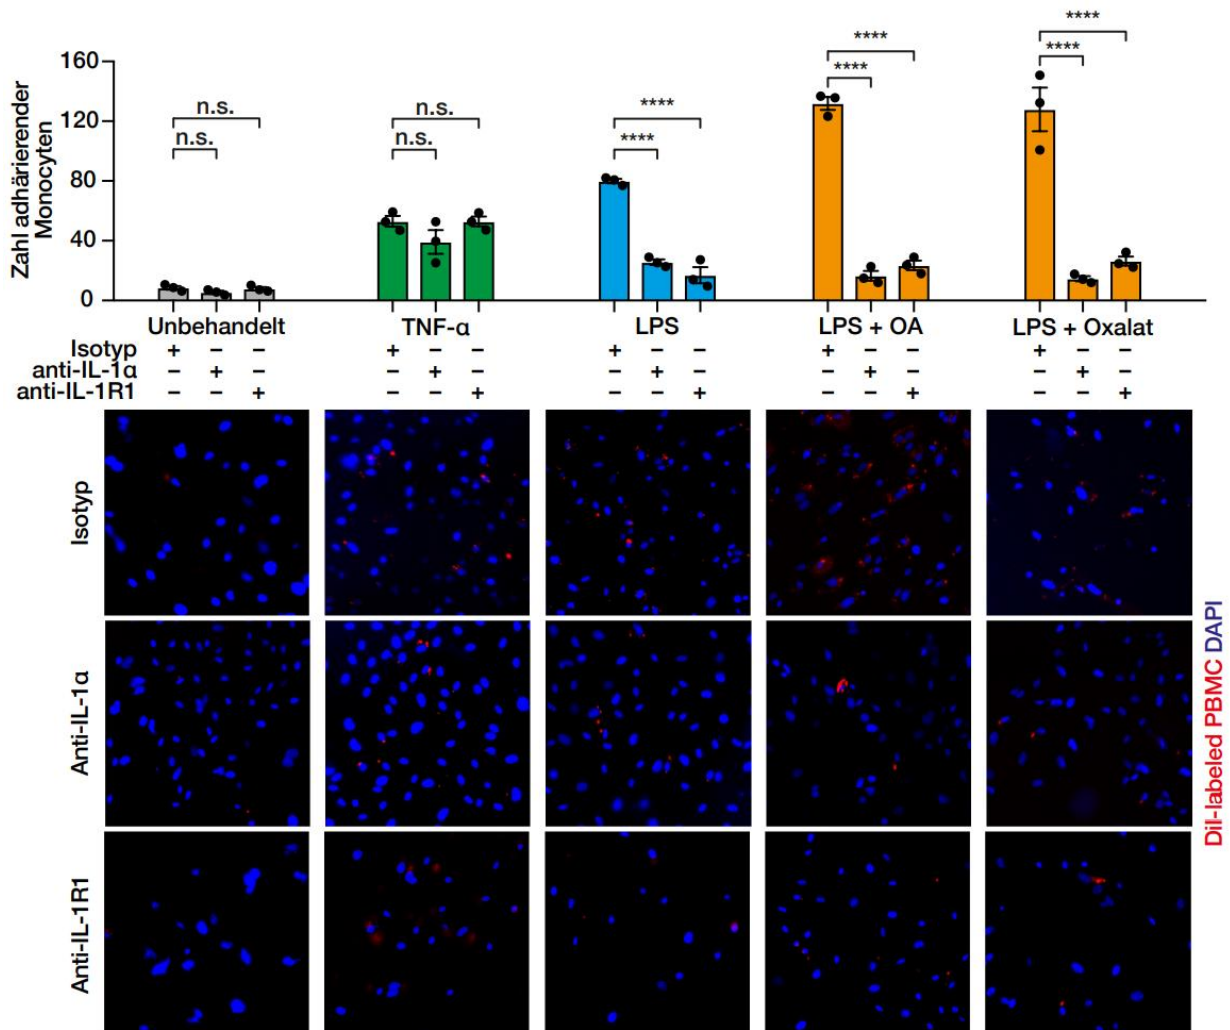 Zahl adhärierender
Monocyten
160
120
80
40
0
n.s.
n.s.
n.s.
n.s.
****
****
****
****
****
****
Unbehandelt TNF-α LPS LPS + OA LPS + Oxalat
Isotyp + – – + – – + – – + – – + – –
anti-IL-1α – + – – + – – + – – + – – + –
anti-IL-1R1 – – + – – + – – + – – + – – +
Isotyp
Anti-IL-1α
Anti-IL-1R1
DiI-labeled PBMC DAPI